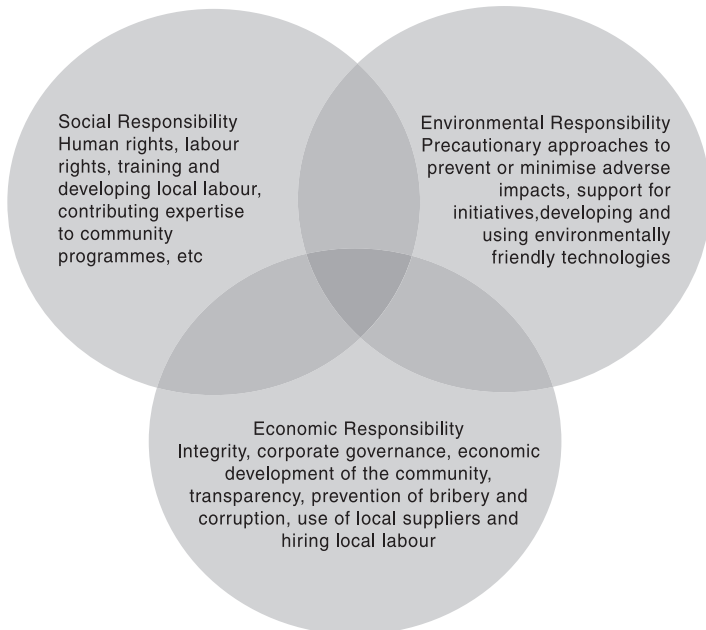 Social Responsibility
Human rights, labour
rights, training and
developing local labour,
contributing expertise
to community
programmes, etc
Environmental Responsibility
Precautionary approaches to
prevent or minimise adverse
impacts, support for
initiatives,developing and
using environmentally
friendly technologies
Economic Responsibility
Integrity, corporate governance, economic
development of the community,
transparency, prevention of bribery and
corruption, use of local suppliers and
hiring local labour